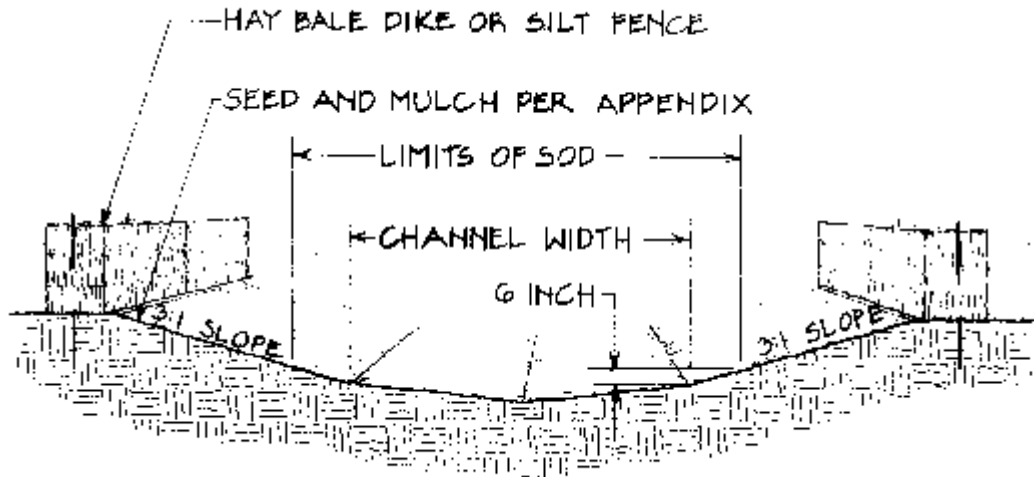 HAY BALE DIKE OR SILT FENCE
SEED AND MULCH PER APPENDIX
LIMITS OF SOD
CHANNEL WIDTH
6 INCH
3:1 SLOPE
3:1 SLOPE